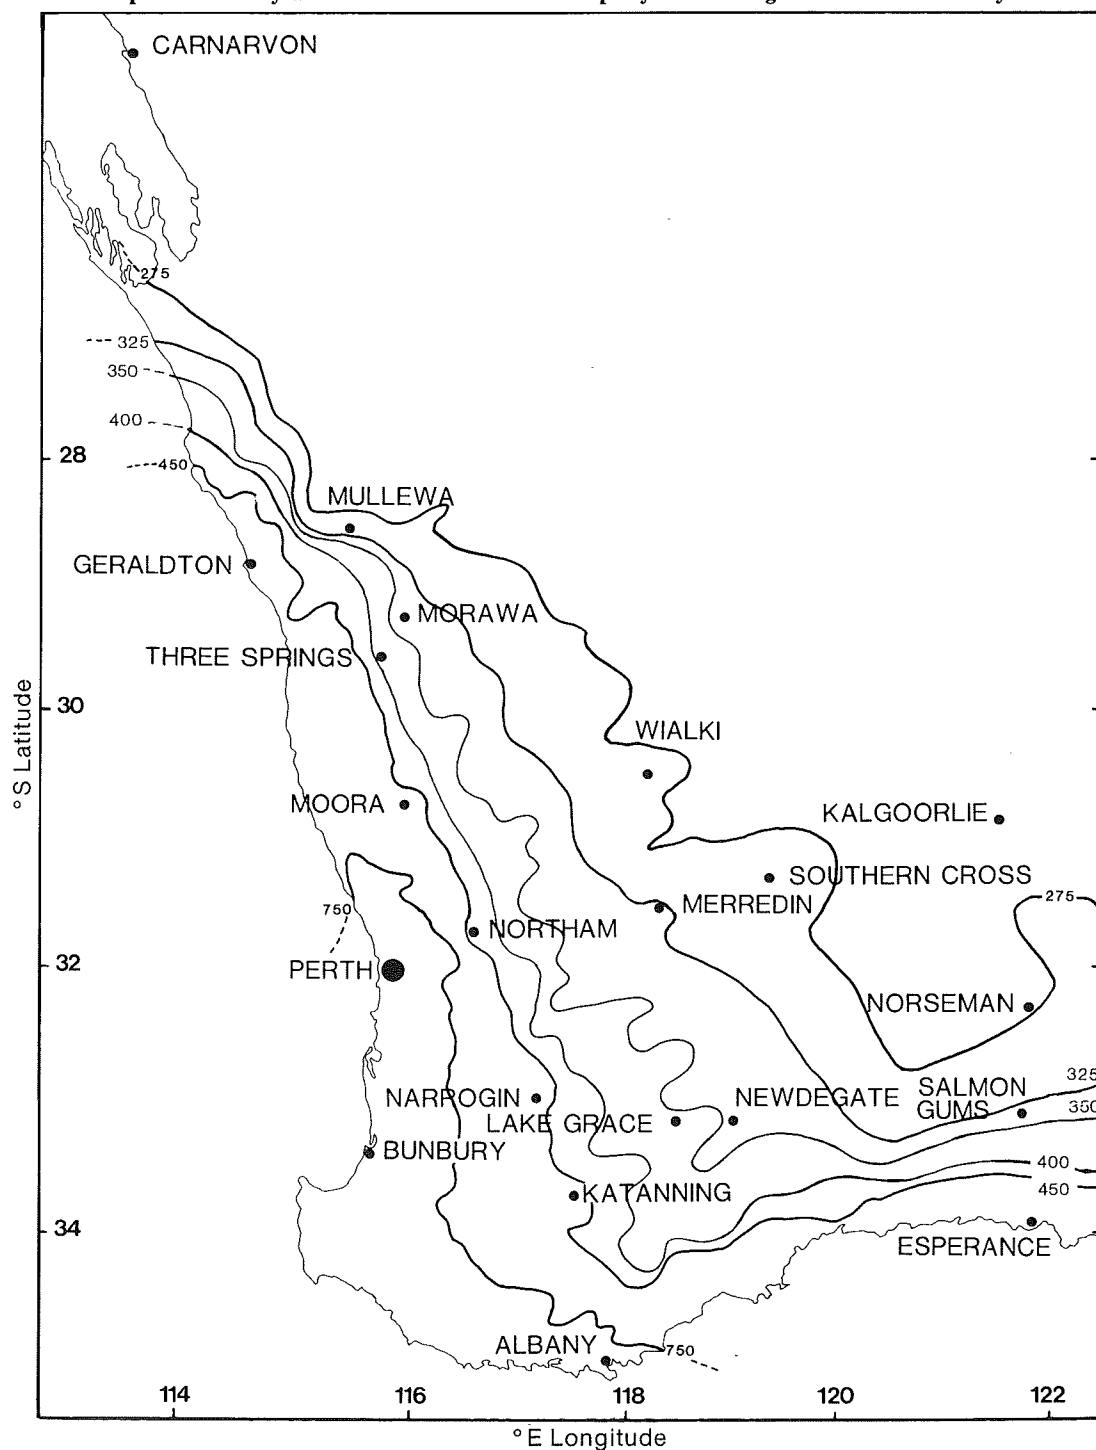 CARNARVON
275
325
350
400
28
450
MULLEWA
GERALDTON
MORAWA
THREE SPRINGS
30
WIALKI
°S Latitude
MOORA
KALGOORLIE
SOUTHERN CROSS
MERREDIN
275
750
NORTHAM
32
PERTH
NORSEMAN
325
NARROGIN
NEWDEGATE
SALMON
GUMS
350
LAKE GRACE
BUNBURY
400
KATANNING
450
34
ESPERANCE
ALBANY
750
114
116
118
120
122
°E Longitude